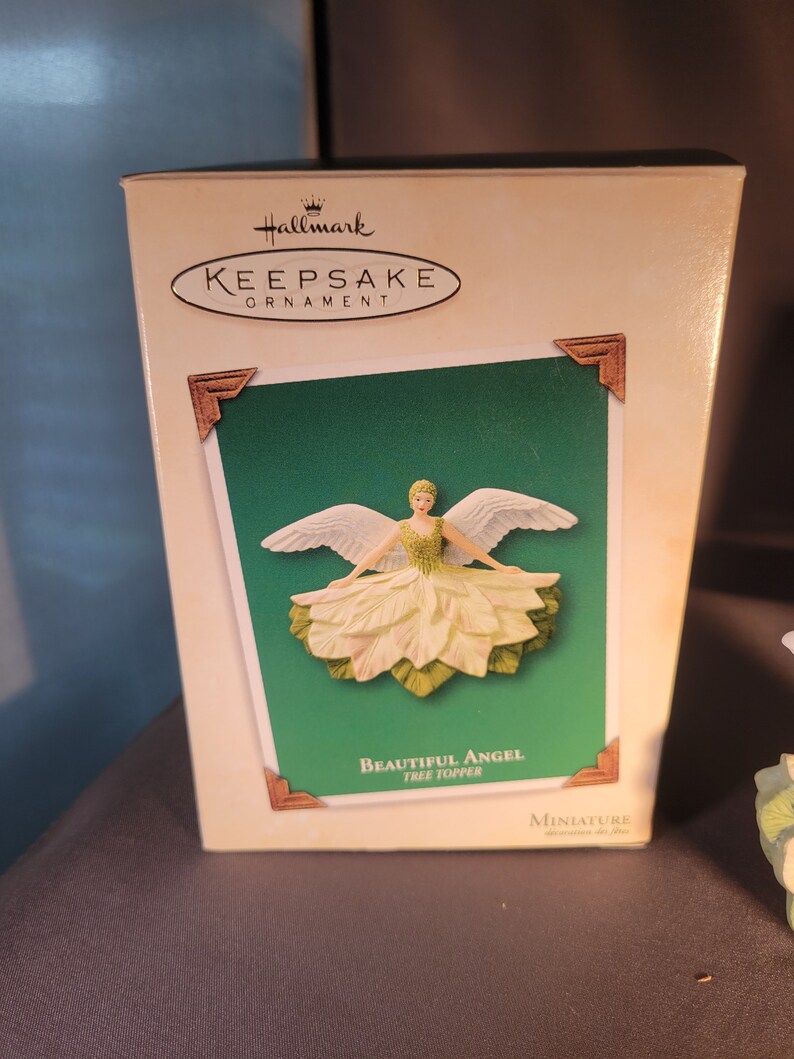 Hallmark
KEEPSAKE
ORNAMENT
BEAUTIFUL ANGEL
TREE TOPPER
MINIATURE
décoration des fêtes